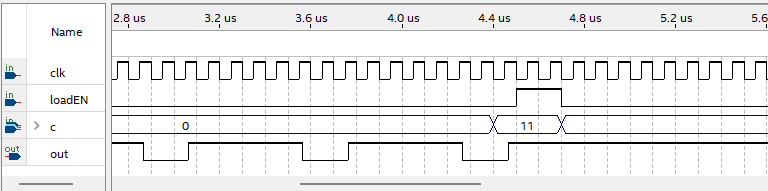 Name 2.8 us 3.2 us 3.6 us 4.0 us 4.4 us 4.8 us 5.2 us 5.6
in clk
in loadEN
in c 0 11
out out